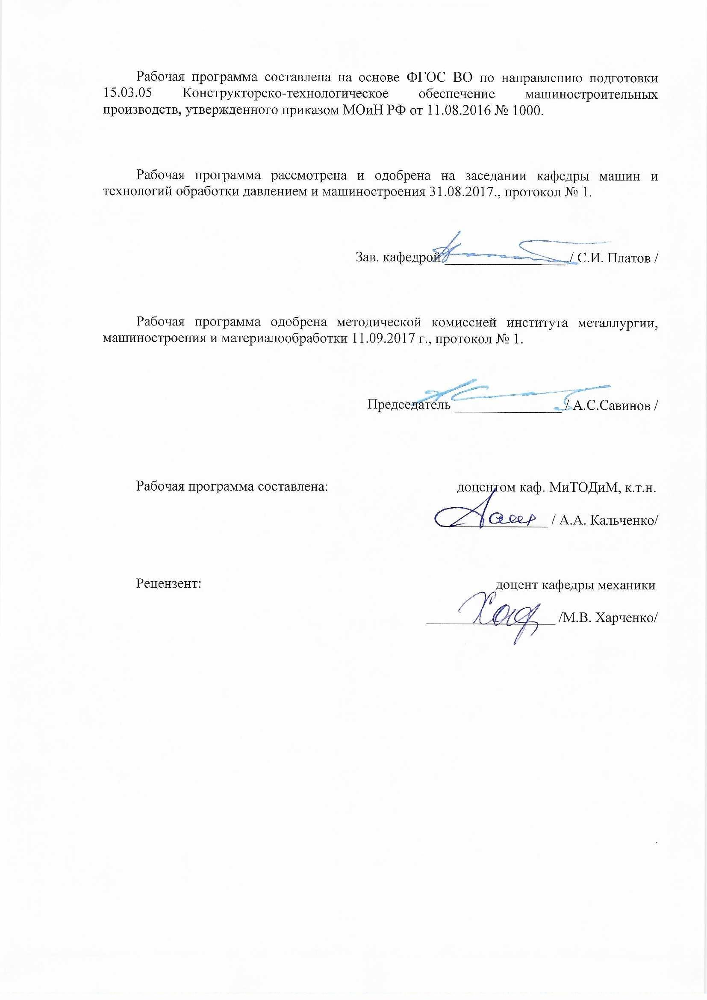 Рабочая программа составлена на основе ФГОС ВО по направлению подготовки
15.03.05 Конструкторско-технологическое обеспечение машиностроительных
производств, утвержденного приказом МОиН РФ от 11.08.2016 № 1000.
Рабочая программа рассмотрена и одобрена на заседании кафедры машин и
технологий обработки давлением и машиностроения 31.08.2017., протокол № 1.
Зав. кафедрой ________________ / С.И. Платов /
Рабочая программа одобрена методической комиссией института металлургии,
машиностроения и материалообработки 11.09.2017 г., протокол № 1.
Председатель ________________ / А.С.Савинов /
Рабочая программа составлена: доцентом каф. МиТОДиМ, к.т.н.
________________ / А.А. Кальченко/
Рецензент: доцент кафедры механики
________________ /М.В. Харченко/